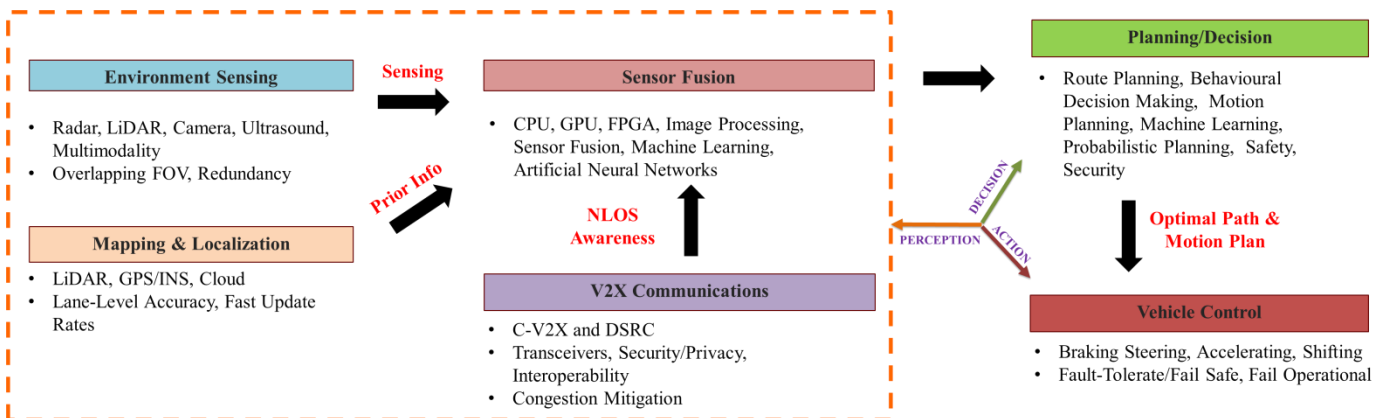 Environment Sensing
• Radar, LiDAR, Camera, Ultrasound,
Multimodality
• Overlapping FOV, Redundancy
Sensing
Prior Info
Mapping & Localization
• LiDAR, GPS/INS, Cloud
• Lane-Level Accuracy, Fast Update
Rates
Sensor Fusion
• CPU, GPU, FPGA, Image Processing,
Sensor Fusion, Machine Learning,
Artificial Neural Networks
NLOS
Awareness
V2X Communications
• C-V2X and DSRC
• Transceivers, Security/Privacy,
Interoperability
• Congestion Mitigation
PERCEPTION
DECISION
ACTION
Planning/Decision
• Route Planning, Behavioural
Decision Making, Motion
Planning, Machine Learning,
Probabilistic Planning, Safety,
Security
Optimal Path &
Motion Plan
Vehicle Control
• Braking Steering, Accelerating, Shifting
• Fault-Tolerate/Fail Safe, Fail Operational